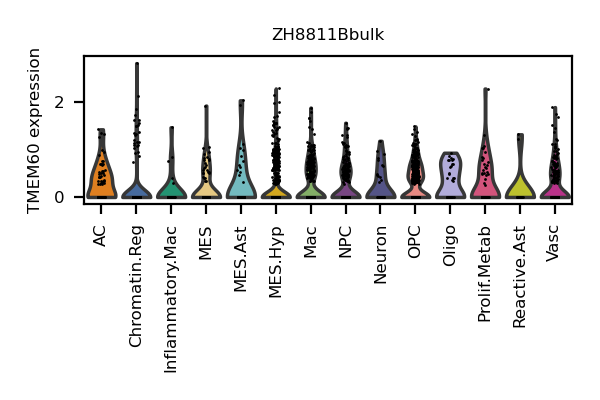 ZH8811Bbulk
TMEM60 expression
2
0
AC
Chromatin.Reg
Inflammatory.Mac
MES
MES.Ast
MES.Hyp
Mac
NPC
Neuron
OPC
Oligo
Prolif.Metab
Reactive.Ast
Vasc